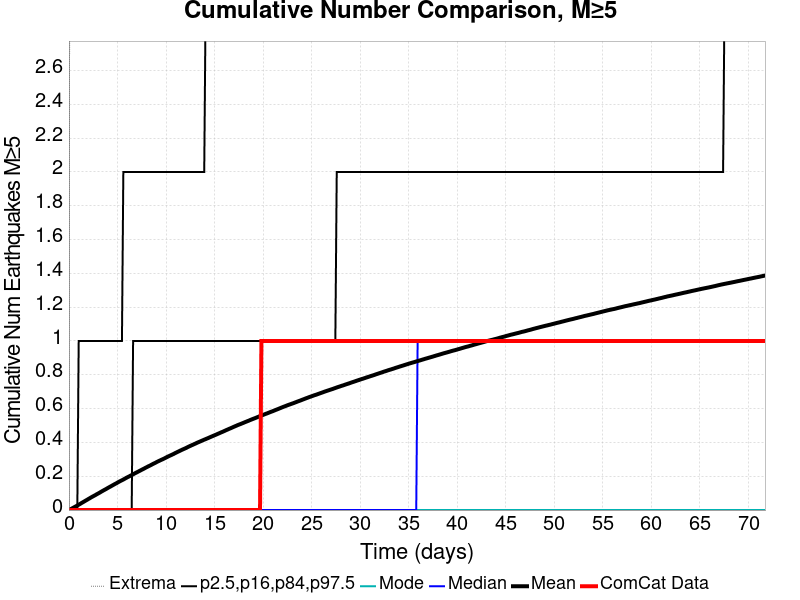 Cumulative Number Comparison, M≥5
Cumulative Num Earthquakes M≥5
2.6
2.4
2.2
2
1.8
1.6
1.4
1.2
1
0.8
0.6
0.4
0.2
0
0 5 10 15 20 25 30 35 40 45 50 55 60 65 70
Time (days)
Extrema p2.5,p16,p84,p97.5 Mode Median Mean ComCat Data